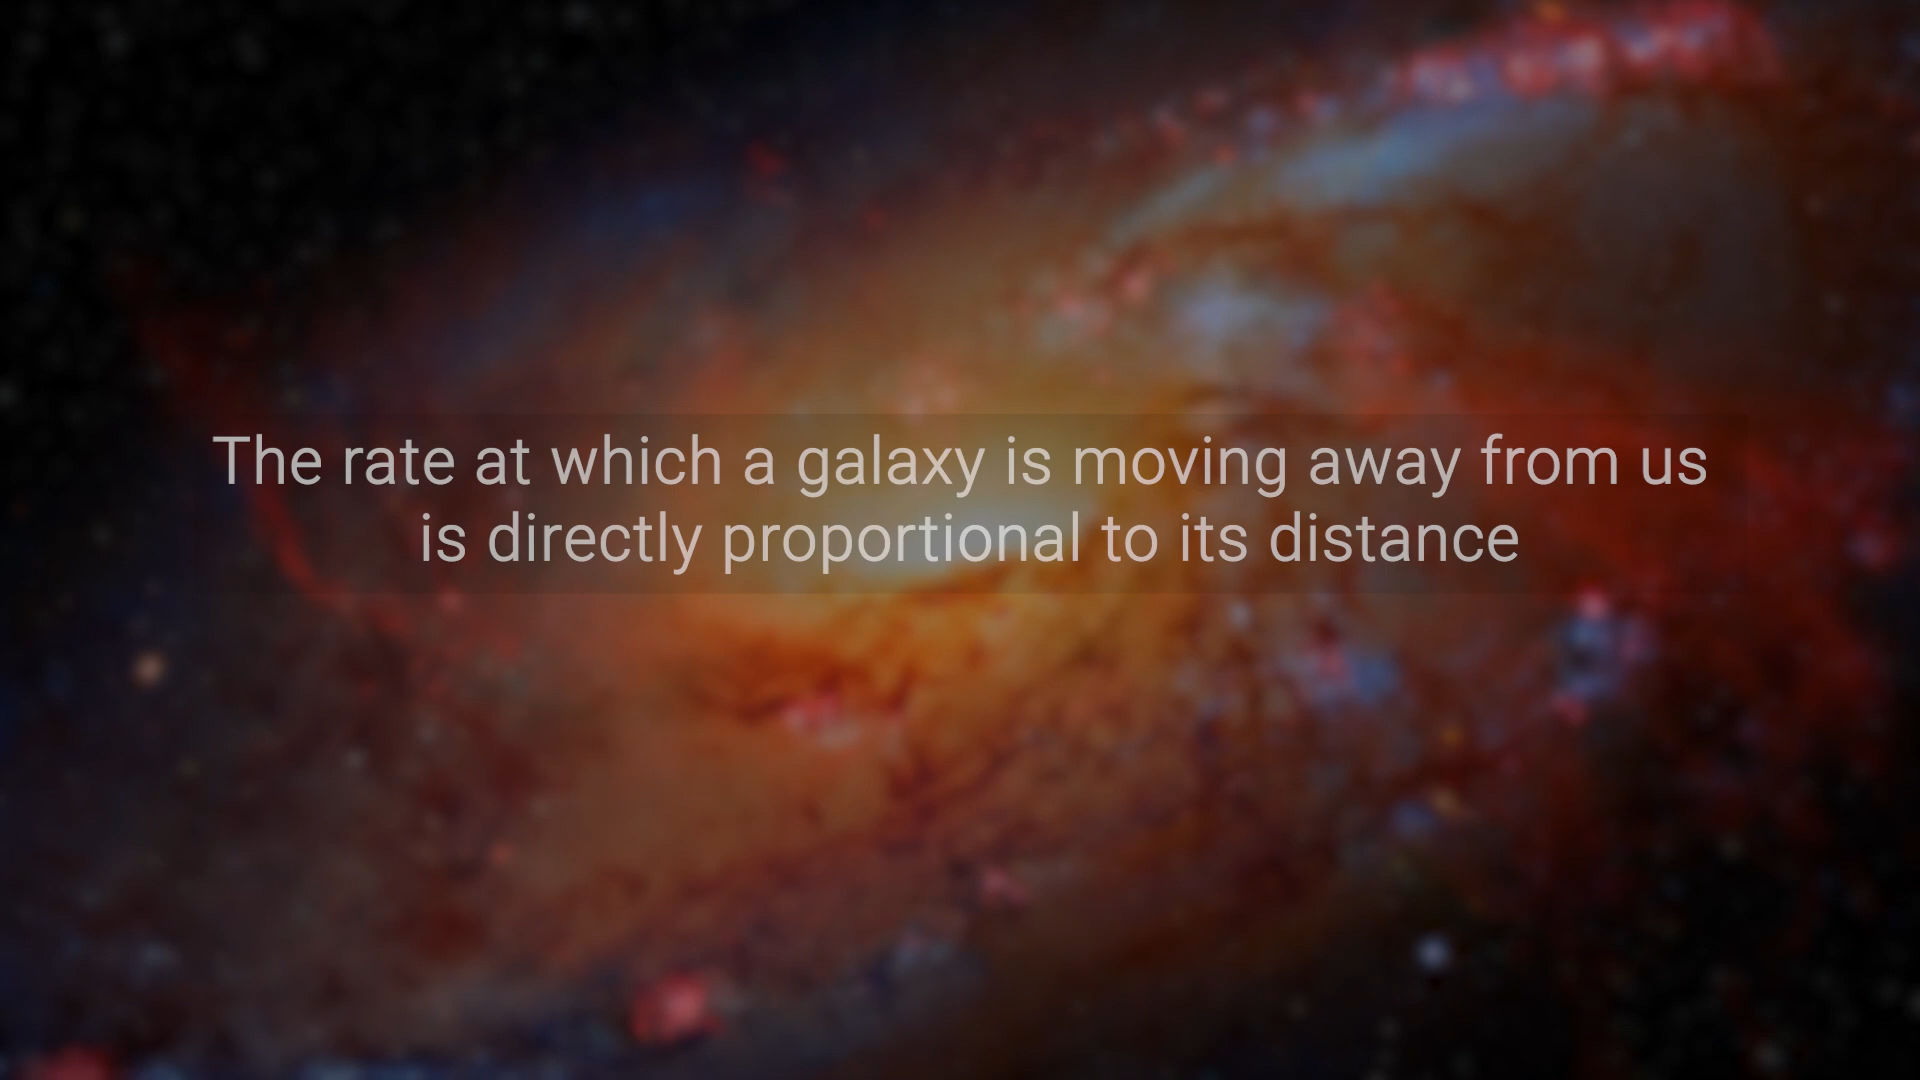 The rate at which a galaxy is moving away from us
is directly proportional to its distance